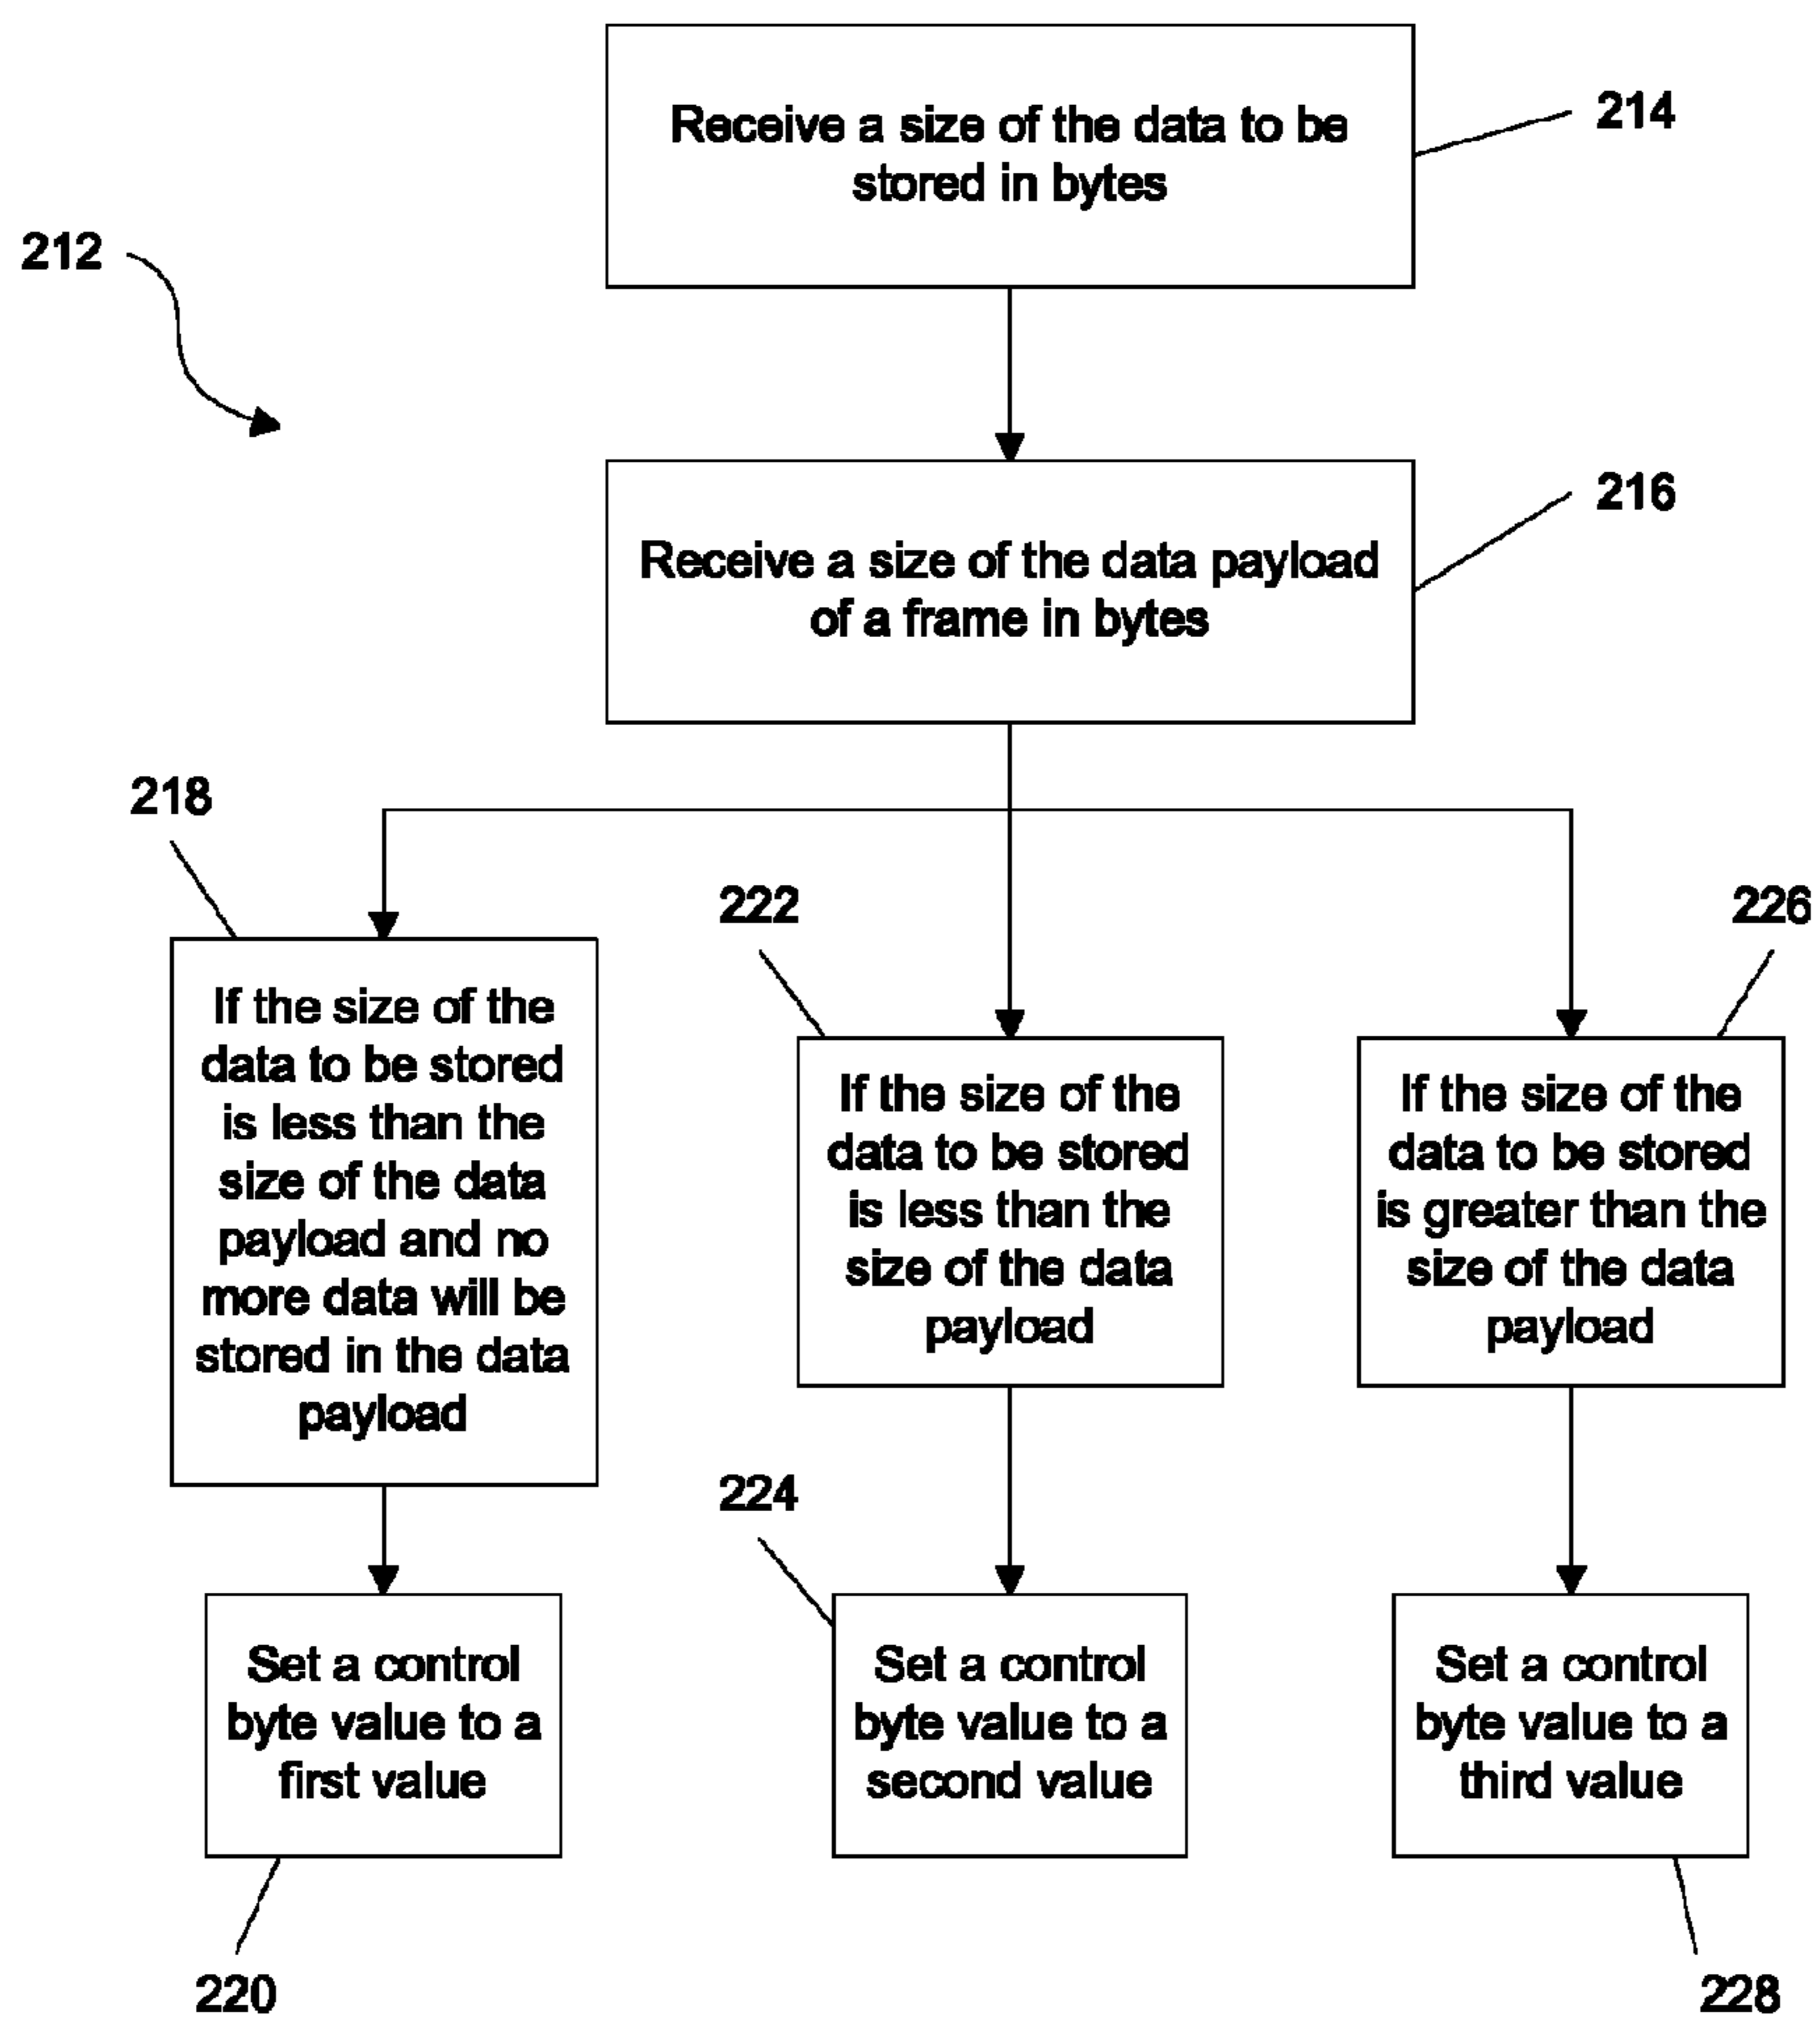 Receive a size of the data to be
stored in bytes
214
212
Receive a size of the data payload
of a frame in bytes
216
218
If the size of the
data to be stored
is less than the
size of the data
payload and no
more data will be
stored in the data
payload
222
If the size of the
data to be stored
is less than the
size of the data
payload
226
If the size of the
data to be stored
is greater than the
size of the data
payload
Set a control
byte value to a
first value
220
224
Set a control
byte value to a
second value
Set a control
byte value to a
third value
228